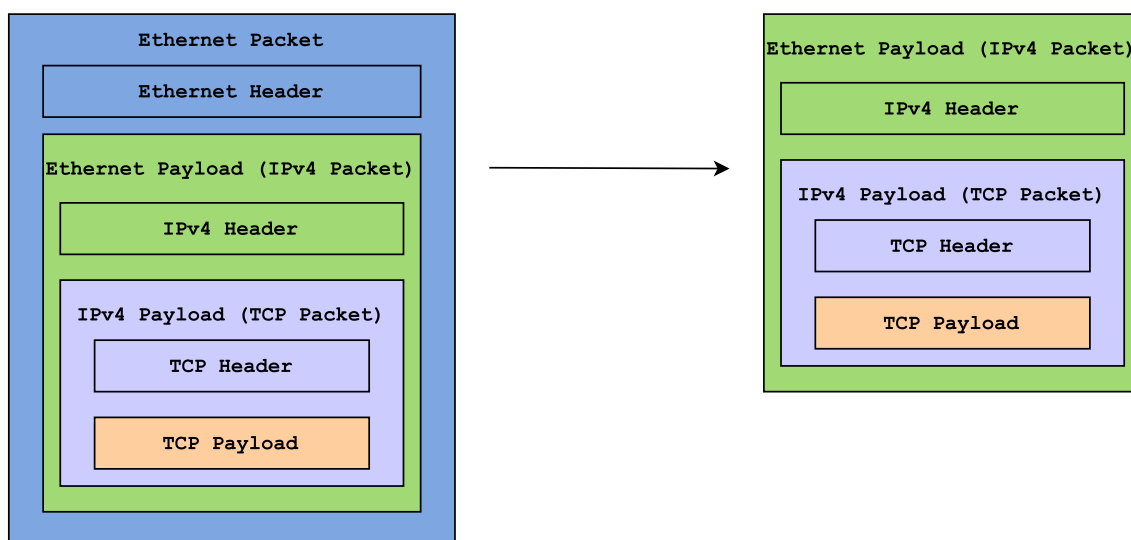 Ethernet Packet
Ethernet Header
Ethernet Payload (IPv4 Packet)
IPv4 Header
IPv4 Payload (TCP Packet)
TCP Header
TCP Payload
Ethernet Payload (IPv4 Packet)
IPv4 Header
IPv4 Payload (TCP Packet)
TCP Header
TCP Payload